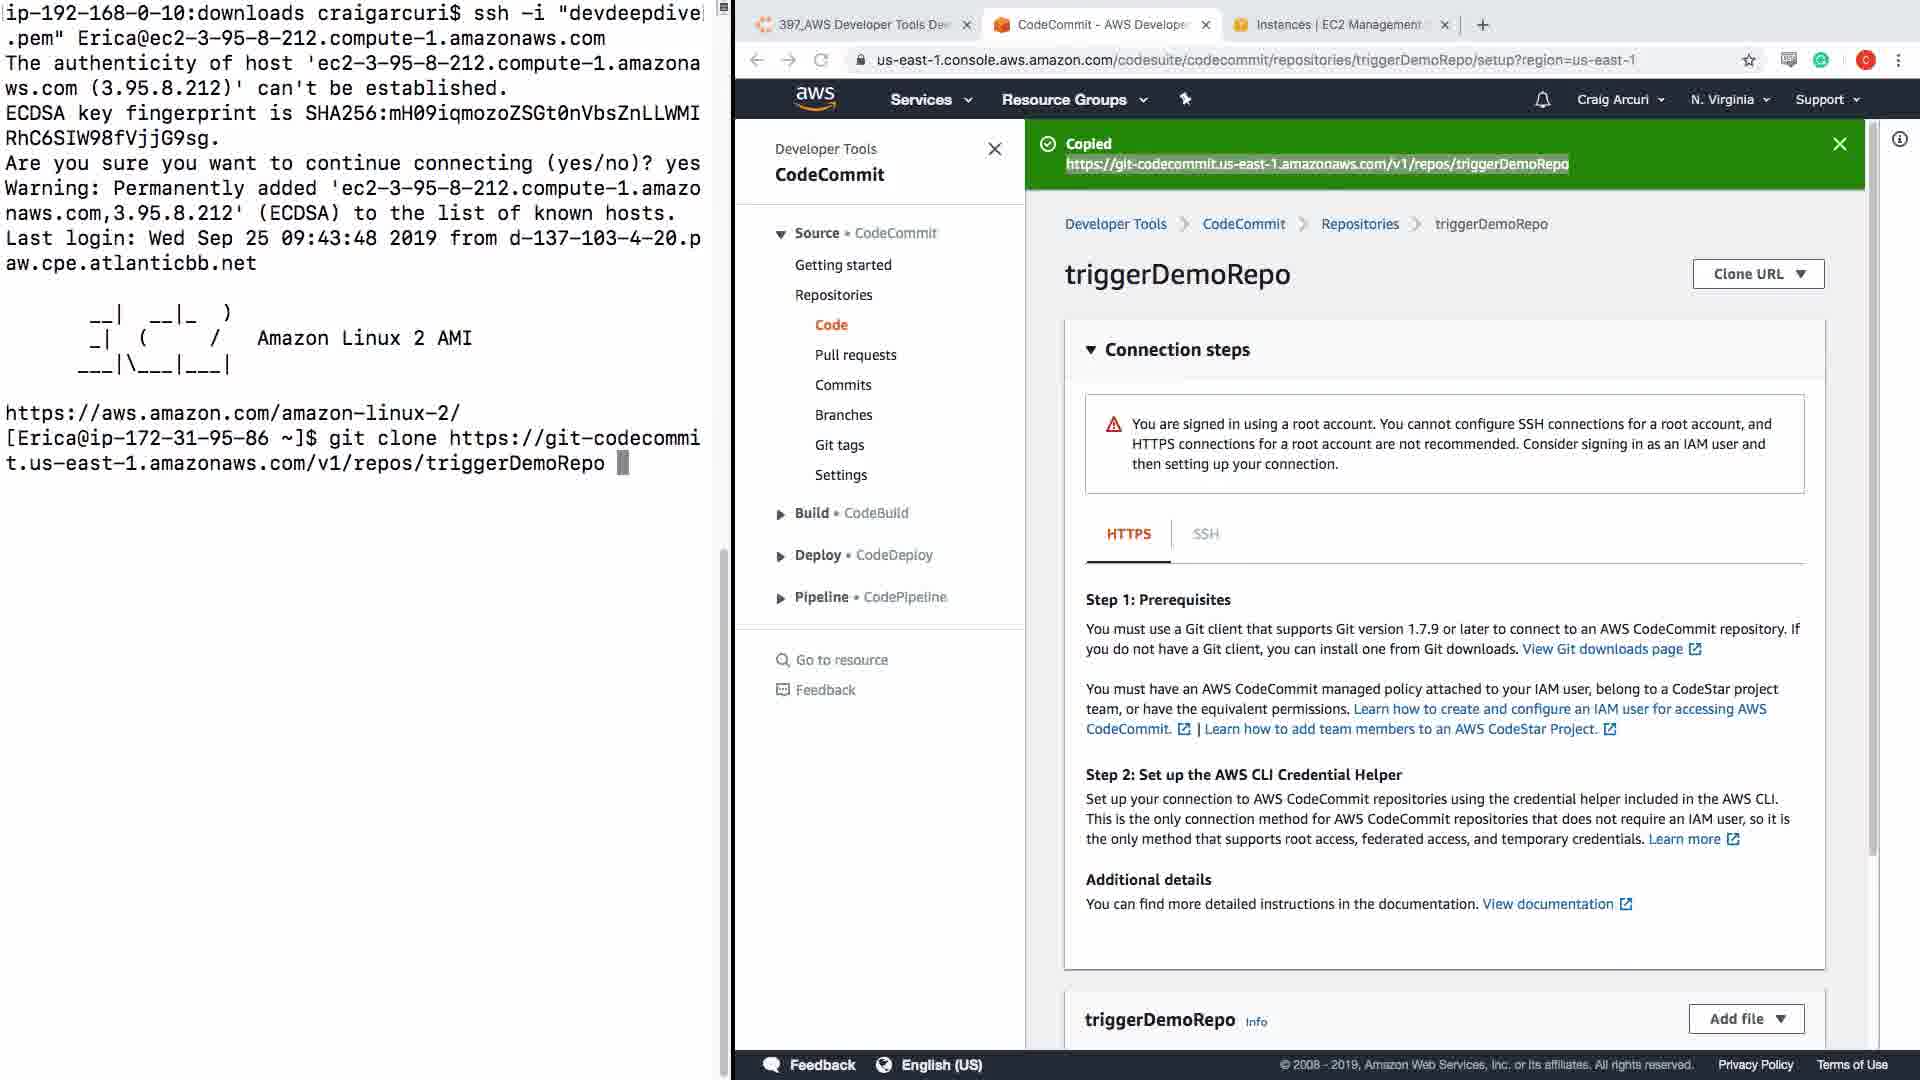 ip-192-168-0-10:downloads craigarcuri$ ssh -i "devdeepdive
.pem" Erica@ec2-3-95-8-212.compute-1.amazonaws.com
The authenticity of host 'ec2-3-95-8-212.compute-1.amazona
ws.com (3.95.8.212)' can't be established.
ECDSA key fingerprint is SHA256:mH09iqmozoZSGt0nVbsZnLLWMI
RhC6SIW98fVjjG9sg.
Are you sure you want to continue connecting (yes/no)? yes
Warning: Permanently added 'ec2-3-95-8-212.compute-1.amazo
naws.com,3.95.8.212' (ECDSA) to the list of known hosts.
Last login: Wed Sep 25 09:43:48 2019 from d-137-103-4-20.p
aw.cpe.atlanticbb.net
__|  __|_  )
_|  (     /   Amazon Linux 2 AMI
___|\___|___|
https://aws.amazon.com/amazon-linux-2/
[Erica@ip-172-31-95-86 ~]$ git clone https://git-codecommi
t.us-east-1.amazonaws.com/v1/repos/triggerDemoRepo
397_AWS Developer Tools Dee
CodeCommit - AWS Developer
Instances | EC2 Management
us-east-1.console.aws.amazon.com/codesuite/codecommit/repositories/triggerDemoRepo/setup?region=us-east-1
C
aws
Services
Resource Groups
Craig Arcuri
N. Virginia
Support
Developer Tools
CodeCommit
Source • CodeCommit
Getting started
Repositories
Code
Pull requests
Commits
Branches
Git tags
Settings
Build • CodeBuild
Deploy • CodeDeploy
Pipeline • CodePipeline
Go to resource
Feedback
Copied
https://git-codecommit.us-east-1.amazonaws.com/v1/repos/triggerDemoRepo
Developer Tools > CodeCommit > Repositories > triggerDemoRepo
triggerDemoRepo
Clone URL
Connection steps
You are signed in using a root account. You cannot configure SSH connections for a root account, and
HTTPS connections for a root account are not recommended. Consider signing in as an IAM user and
then setting up your connection.
HTTPS
SSH
Step 1: Prerequisites
You must use a Git client that supports Git version 1.7.9 or later to connect to an AWS CodeCommit repository. If
you do not have a Git client, you can install one from Git downloads. View Git downloads page
You must have an AWS CodeCommit managed policy attached to your IAM user, belong to a CodeStar project
team, or have the equivalent permissions. Learn how to create and configure an IAM user for accessing AWS
CodeCommit. | Learn how to add team members to an AWS CodeStar Project.
Step 2: Set up the AWS CLI Credential Helper
Set up your connection to AWS CodeCommit repositories using the credential helper included in the AWS CLI.
This is the only connection method for AWS CodeCommit repositories that does not require an IAM user, so it is
the only method that supports root access, federated access, and temporary credentials. Learn more
Additional details
You can find more detailed instructions in the documentation. View documentation
triggerDemoRepo Info
Add file
Feedback
English (US)
© 2008 - 2019, Amazon Web Services, Inc. or its affiliates. All rights reserved.
Privacy Policy
Terms of Use